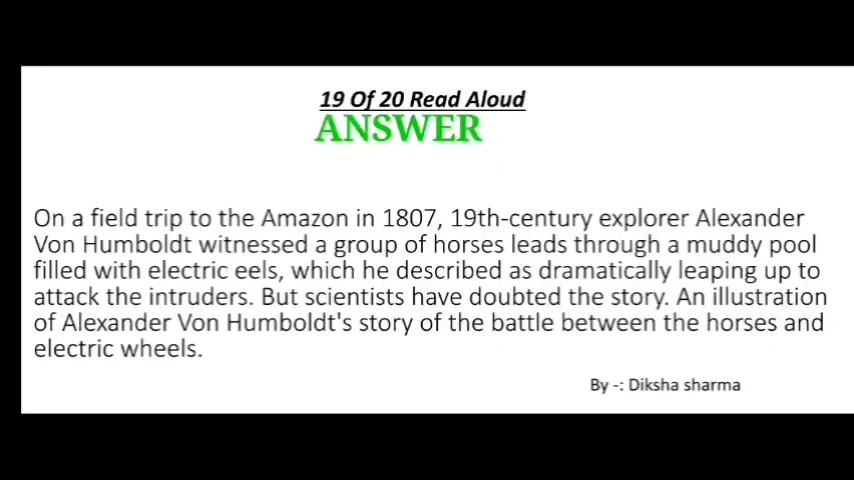 19 Of 20 Read Aloud
ANSWER
On a field trip to the Amazon in 1807, 19th-century explorer Alexander
Von Humboldt witnessed a group of horses leads through a muddy pool
filled with electric eels, which he described as dramatically leaping up to
attack the intruders. But scientists have doubted the story. An illustration
of Alexander Von Humboldt's story of the battle between the horses and
electric wheels.
By -: Diksha sharma